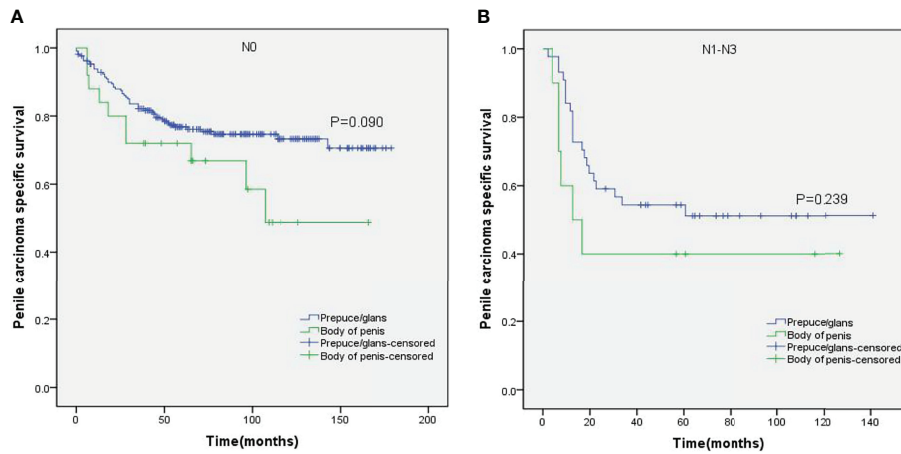 A
N0
P=0.090
Penile carcinoma specific survival
1.0
0.8
0.6
0.4
0.2
0.0
Prepuce/glans
Body of penis
Prepuce/glans-censored
Body of penis-censored
0
50
100
150
200
Time(months)
B
N1-N3
P=0.239
Penile carcinoma specific survival
1.0
0.8
0.6
0.4
0.2
0.0
Prepuce/glans
Body of penis
Prepuce/glans-censored
Body of penis-censored
0
20
40
60
80
100
120
140
Time(months)